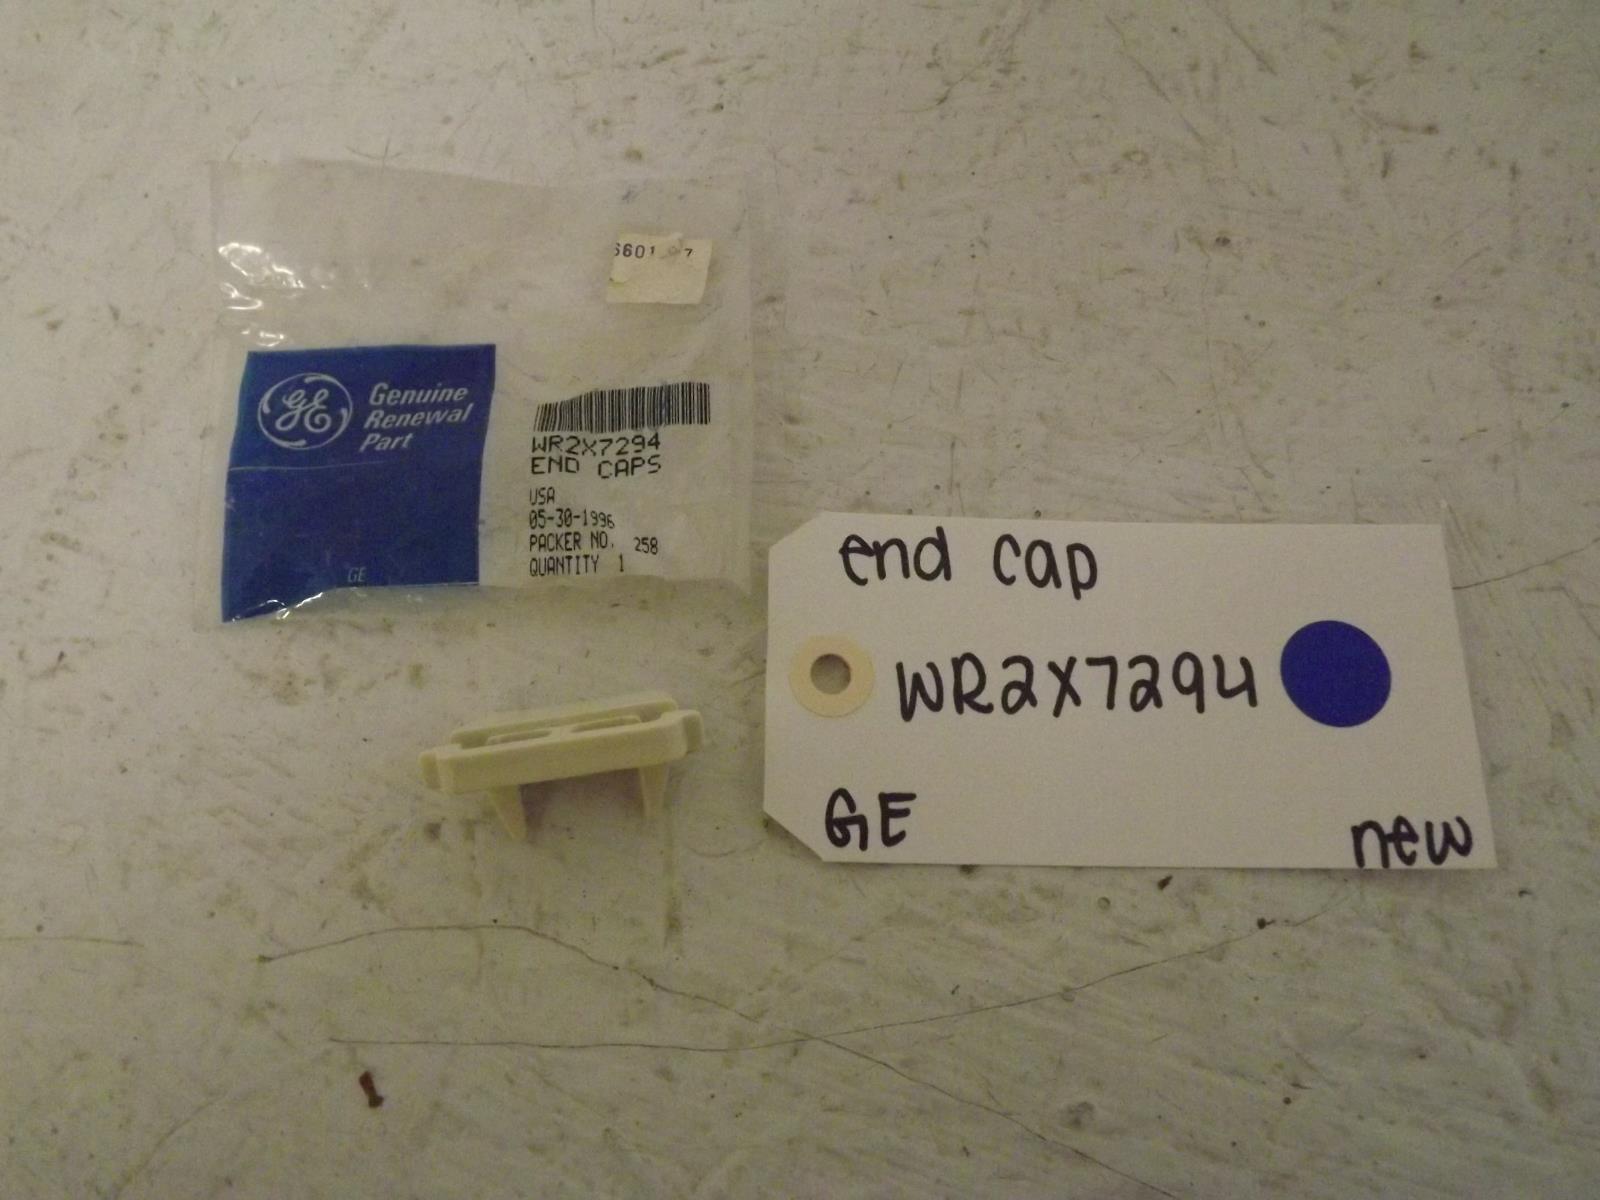 GE
Genuine
Renewal
Part
GE
WR2X7294
END CAPS
USA
05-30-1996
PACKER NO. 258
QUANTITY 1
end cap
WR2X7294
GE
new